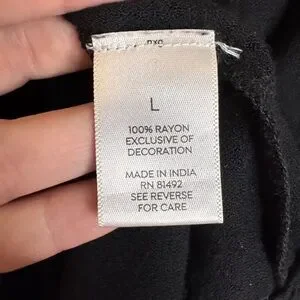 L
100% RAYON
EXCLUSIVE OF
DECORATION
MADE IN INDIA
RN 81492
SEE REVERSE
FOR CARE